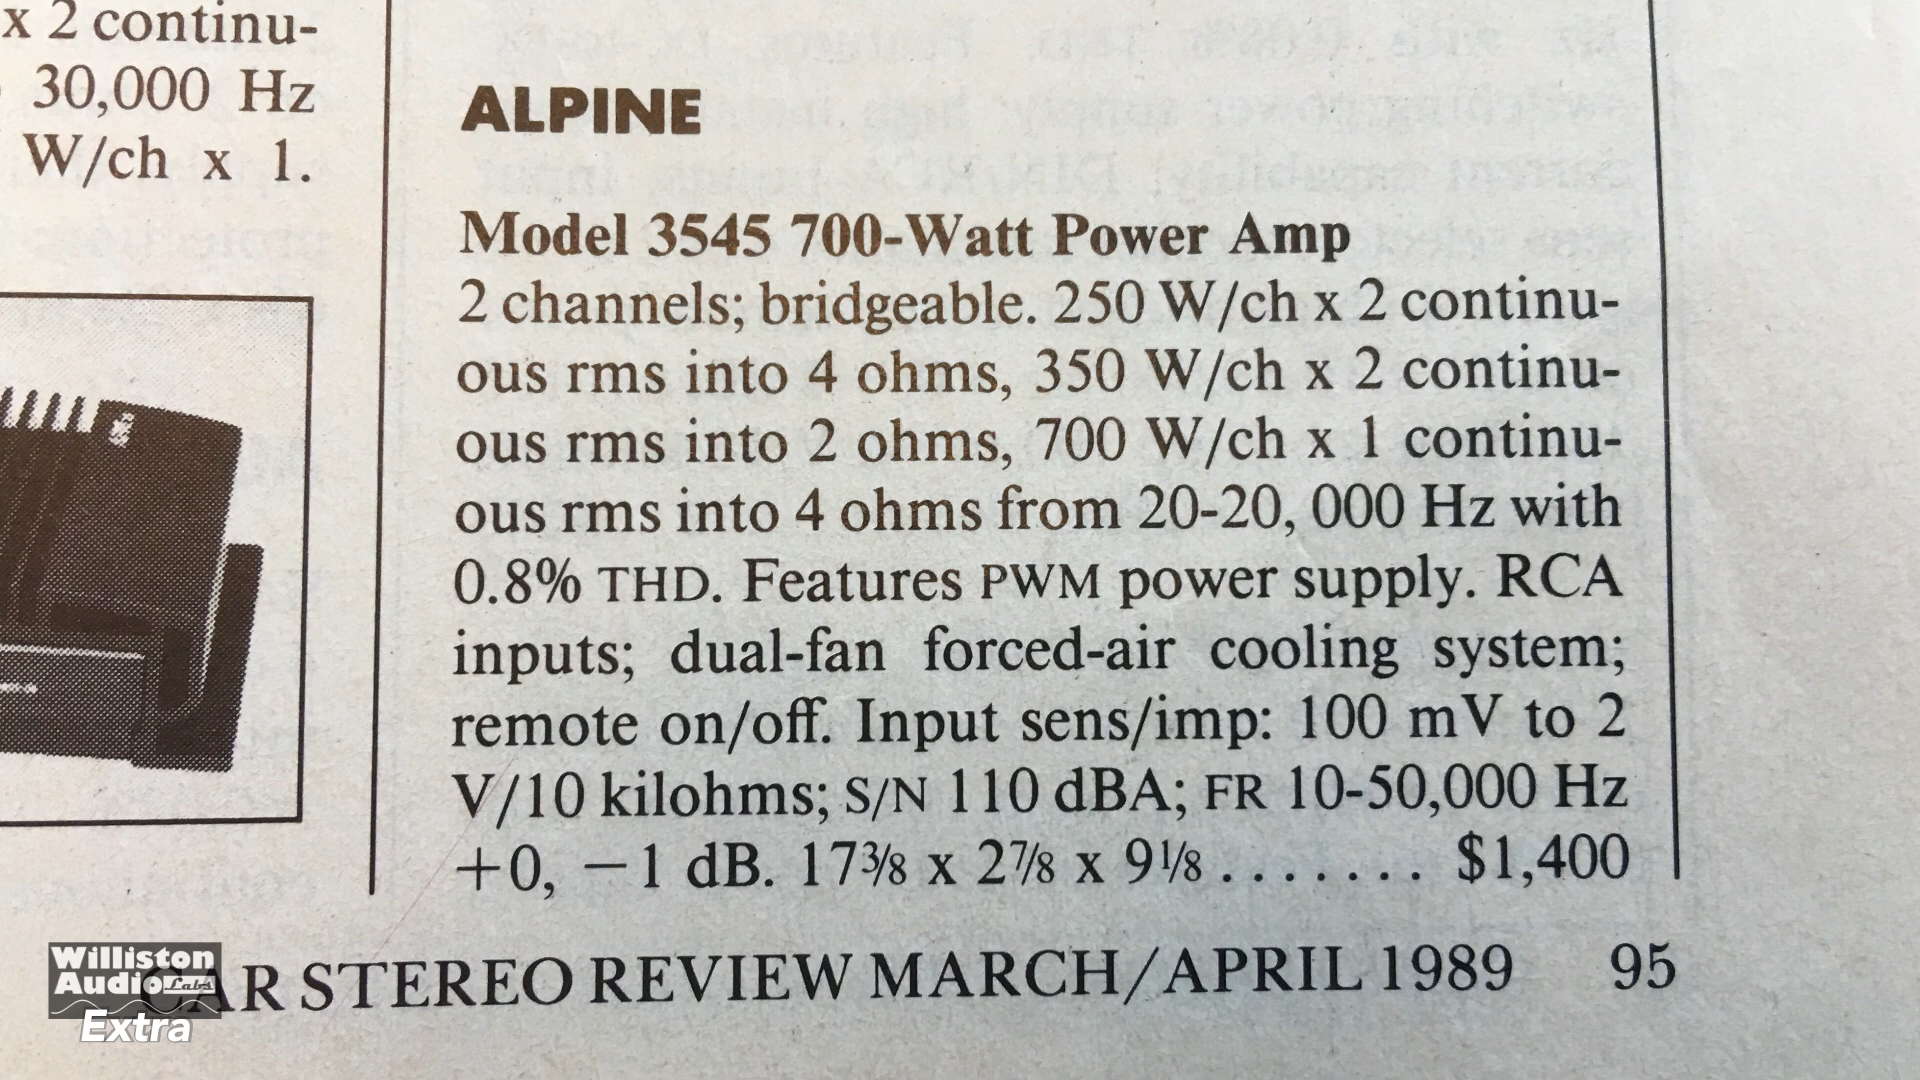 x 2 continu-
30,000 Hz
W/ch x 1.
ALPINE
Model 3545 700-Watt Power Amp
2 channels; bridgeable. 250 W/ch x 2 continu-
ous rms into 4 ohms, 350 W/ch x 2 continu-
ous rms into 2 ohms, 700 W/ch x 1 continu-
ous rms into 4 ohms from 20-20, 000 Hz with
0.8% THD. Features PWM power supply. RCA
inputs; dual-fan forced-air cooling system;
remote on/off. Input sens/imp: 100 mV to 2
V/10 kilohms; S/N 110 dBA; FR 10-50,000 Hz
+0, −1 dB. 17⅜ x 2⅞ x 9⅛....... $1,400
CAR STEREO REVIEW MARCH/APRIL 1989 95
Williston
Audio Labs
Extra